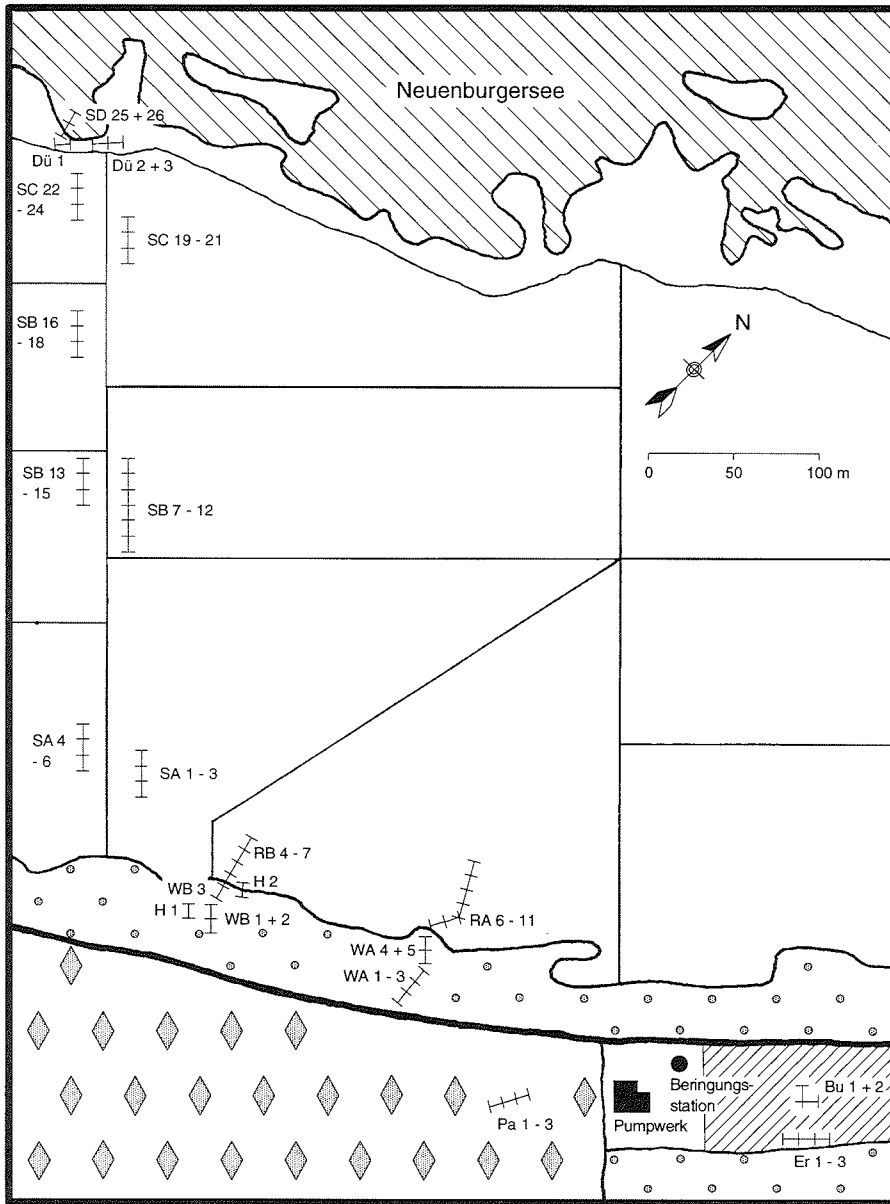 Neuenburgersee
SD 25 + 26
Dü 1
Dü 2 + 3
SC 22
- 24
SC 19 - 21
SB 16
- 18
N
0 50 100 m
SB 13
- 15
SB 7 - 12
SA 4
- 6
SA 1 - 3
RB 4 - 7
WB 3
H 2
H 1
WB 1 + 2
RA 6 - 11
WA 4 + 5
WA 1 - 3
Beringungs-
station
Bu 1 + 2
Pa 1 - 3
Pumpwerk
Er 1 - 3